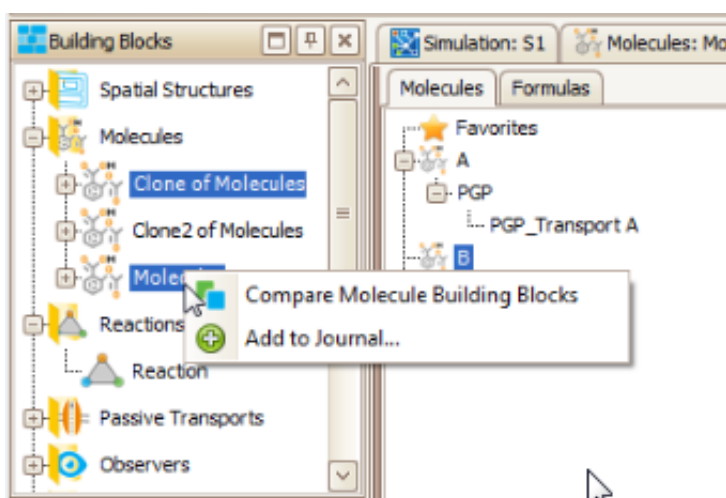 Building Blocks
Spatial Structures
Molecules
Clone of Molecules
Clone2 of Molecules
Reactions
Reaction
Passive Transports
Observers
Simulation: S1
Molecules: Mo
Molecules
Formulas
Favorites
A
PGP
PGP_Transport A
B
Compare Molecule Building Blocks
Add to Journal...